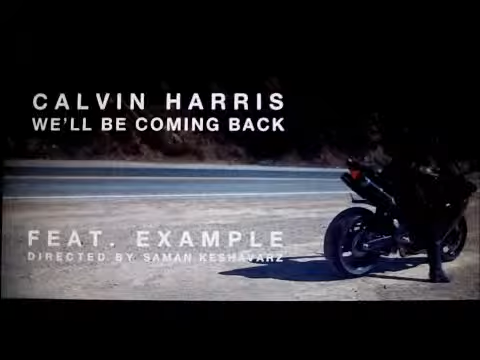 CALVIN HARRIS
WE'LL BE COMING BACK
FEAT. EXAMPLE
DIRECTED BY SAMAN KESHAVARZ